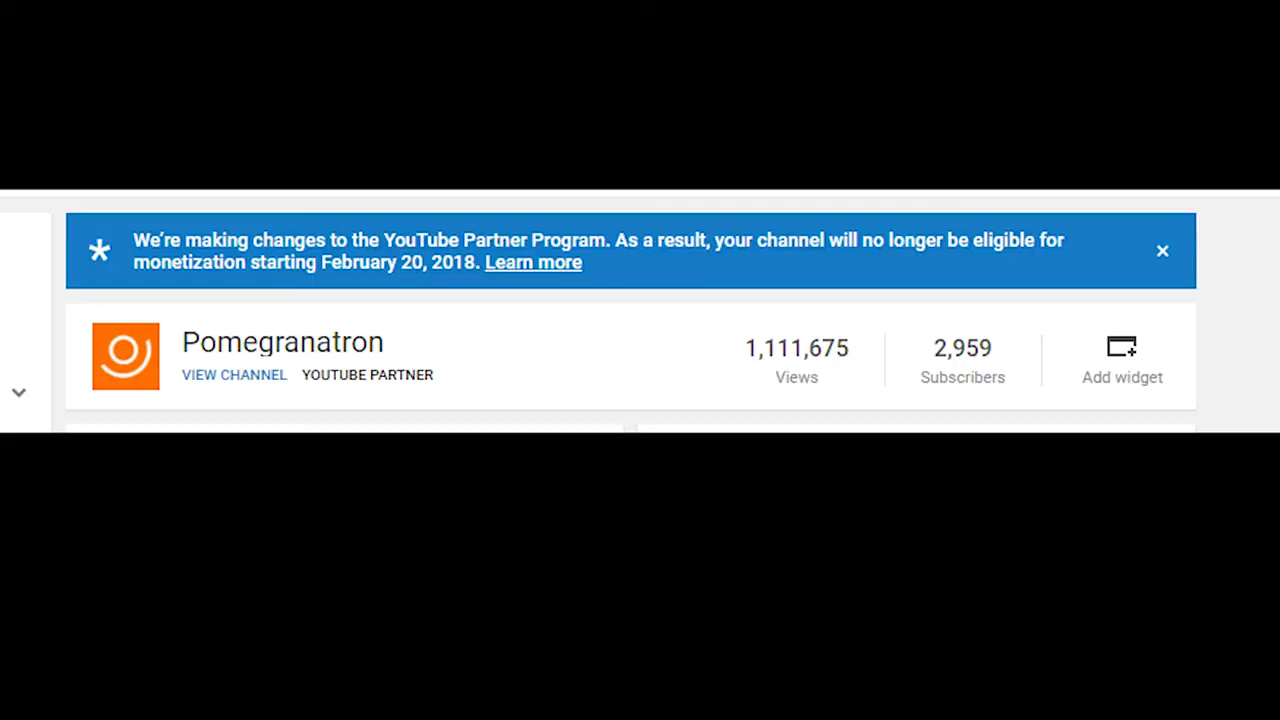 We're making changes to the YouTube Partner Program. As a result, your channel will no longer be eligible for
monetization starting February 20, 2018. Learn more
Pomegranatron
VIEW CHANNEL YOUTUBE PARTNER
1,111,675
Views
2,959
Subscribers
Add widget